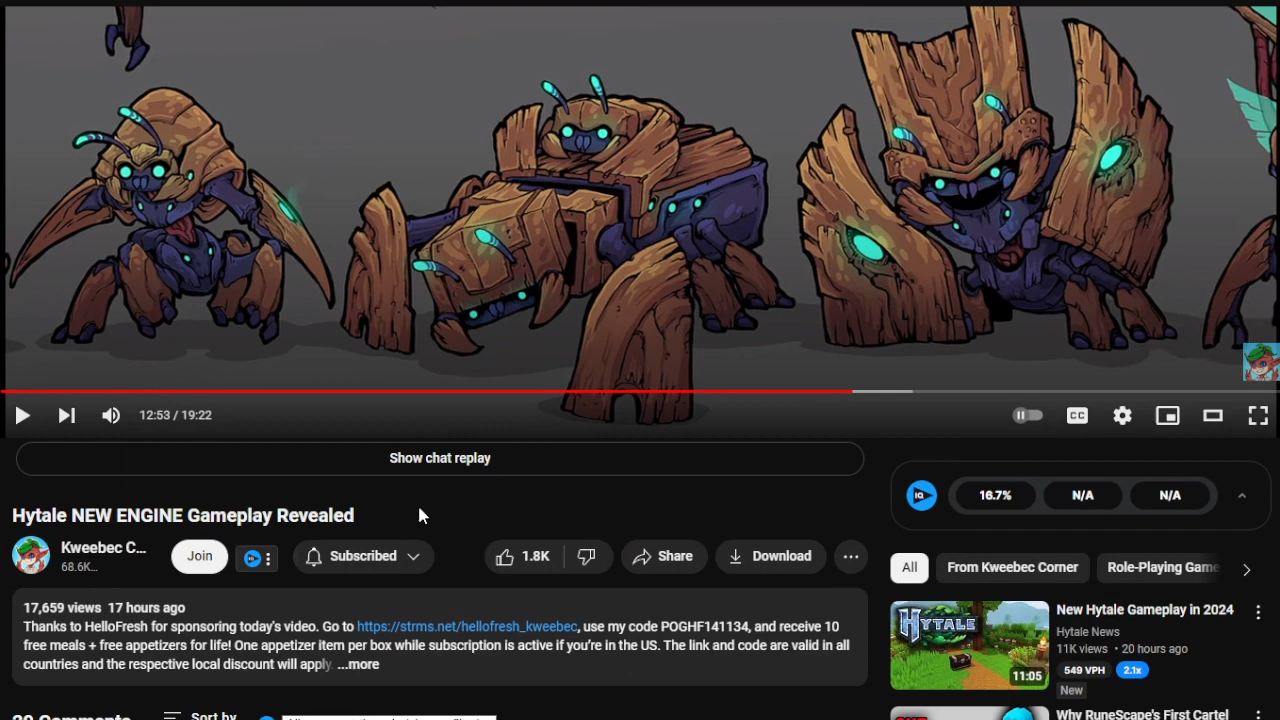 12:53 / 19:22
CC
Show chat replay
Hytale NEW ENGINE Gameplay Revealed
Kweebec C...
68.6K...
Join
IQ
Subscribed
1.8K
Share
Download
17,659 views 17 hours ago
Thanks to HelloFresh for sponsoring today's video. Go to https://strms.net/hellofresh_kweebec, use my code POGHF141134, and receive 10
free meals + free appetizers for life! One appetizer item per box while subscription is active if you're in the US. The link and code are valid in all
countries and the respective local discount will apply. ...more
Sort by
IQ
16.7%
N/A
N/A
All
From Kweebec Corner
Role-Playing Game
HYTALE
11:05
New Hytale Gameplay in 2024
Hytale News
11K views • 20 hours ago
549 VPH
2.1x
New
Why RuneScape's First Cartel